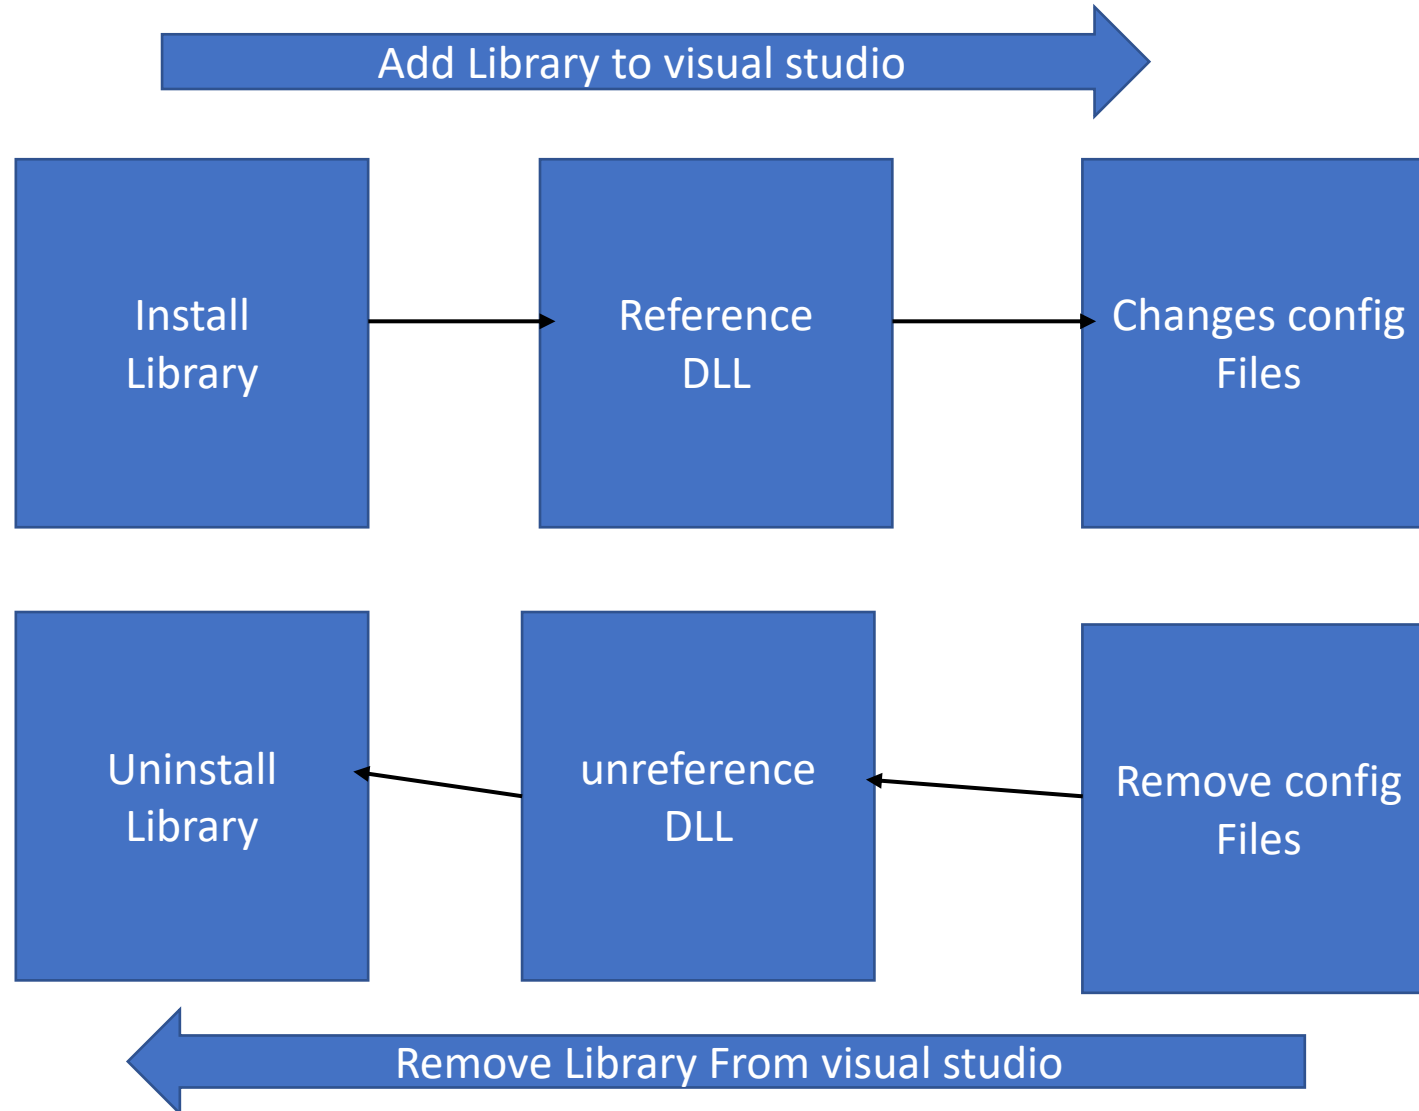 Add Library to visual studio
Install
Library
Reference
DLL
Changes config
Files
Uninstall
Library
unreference
DLL
Remove config
Files
Remove Library From visual studio